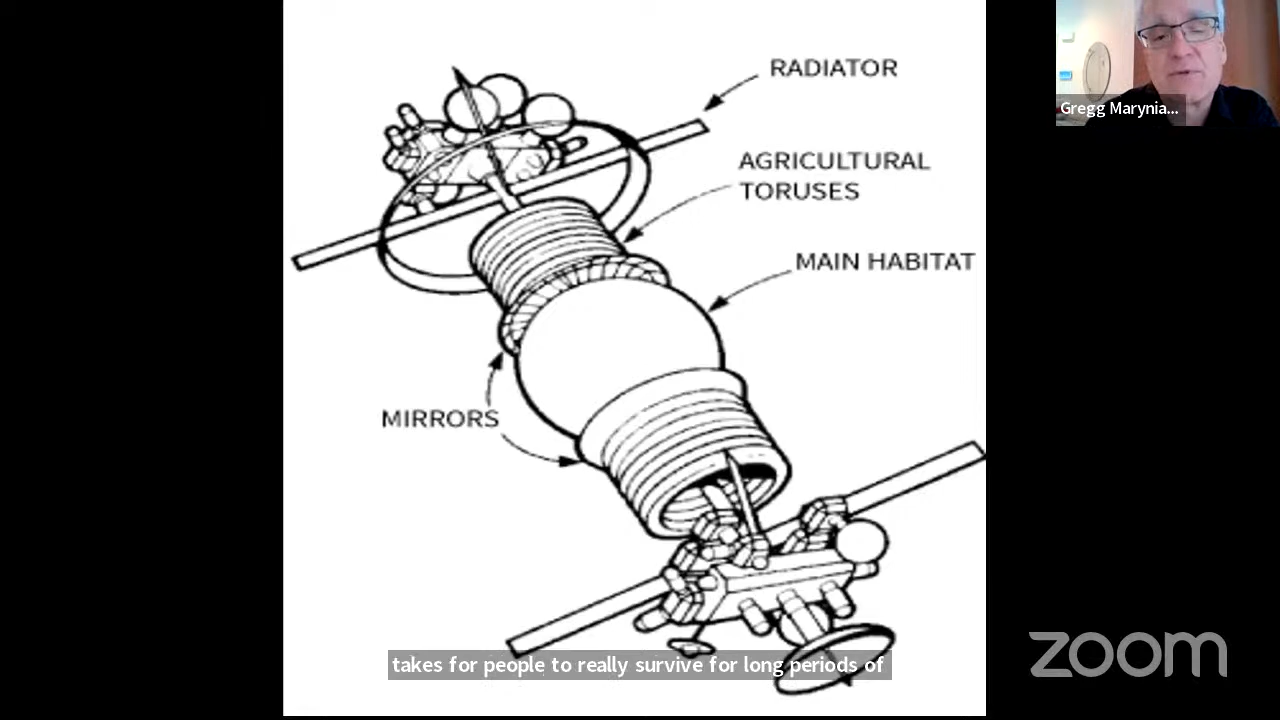 RADIATOR
Gregg Marynia...
AGRICULTURAL
TORUSES
MAIN HABITAT
MIRRORS
zoom
takes for people to really survive for long periods of